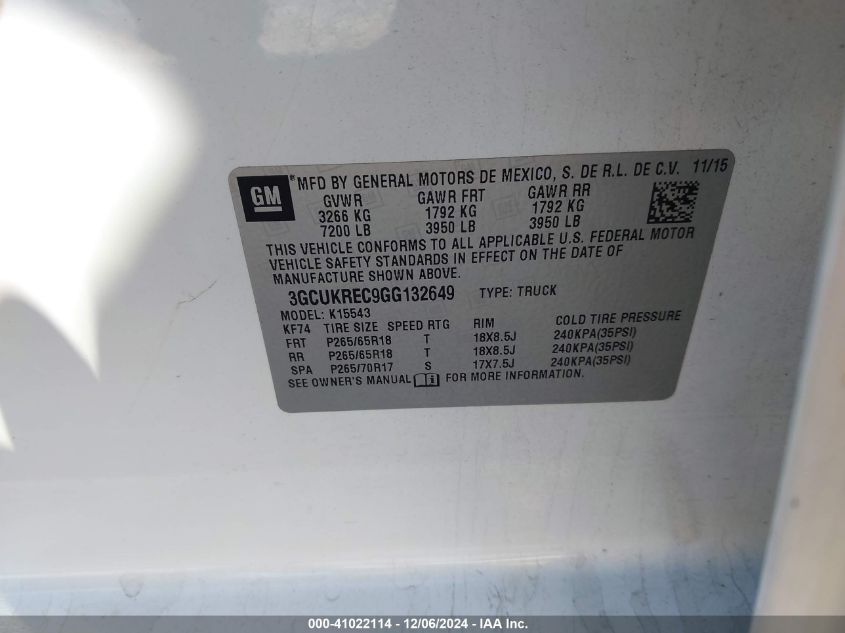 GM ® MFD BY GENERAL MOTORS DE MEXICO, S. DE R.L. DE C.V. 11/15
GVWR GAWR FRT GAWR RR
3266 KG 1792 KG 1792 KG
7200 LB 3950 LB 3950 LB
THIS VEHICLE CONFORMS TO ALL APPLICABLE U.S. FEDERAL MOTOR
VEHICLE SAFETY STANDARDS IN EFFECT ON THE DATE OF
MANUFACTURE SHOWN ABOVE.
3GCUKREC9GG132649 TYPE: TRUCK
MODEL: K15543
KF74 TIRE SIZE SPEED RTG RIM COLD TIRE PRESSURE
FRT P265/65R18 T 18X8.5J 240KPA(35PSI)
RR P265/65R18 T 18X8.5J 240KPA(35PSI)
SPA P265/70R17 S 17X7.5J 240KPA(35PSI)
SEE OWNER'S MANUAL FOR MORE INFORMATION.
000-41022114 - 12/06/2024 - IAA Inc.